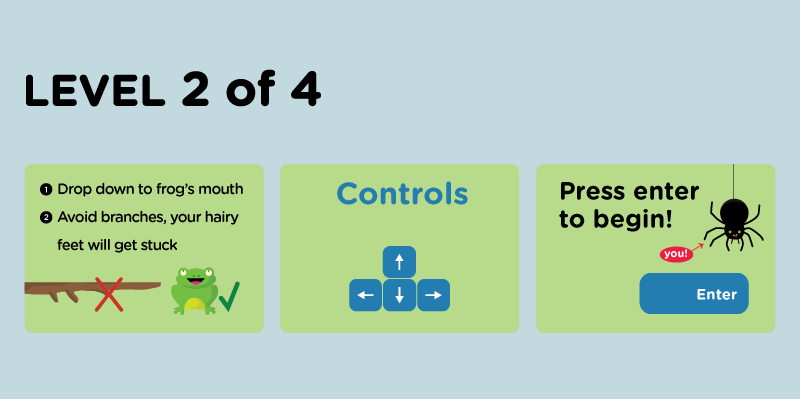 LEVEL 2 of 4
1 Drop down to frog's mouth
2 Avoid branches, your hairy
feet will get stuck
Controls
↑
← ↓ →
Press enter
to begin!
you!
Enter